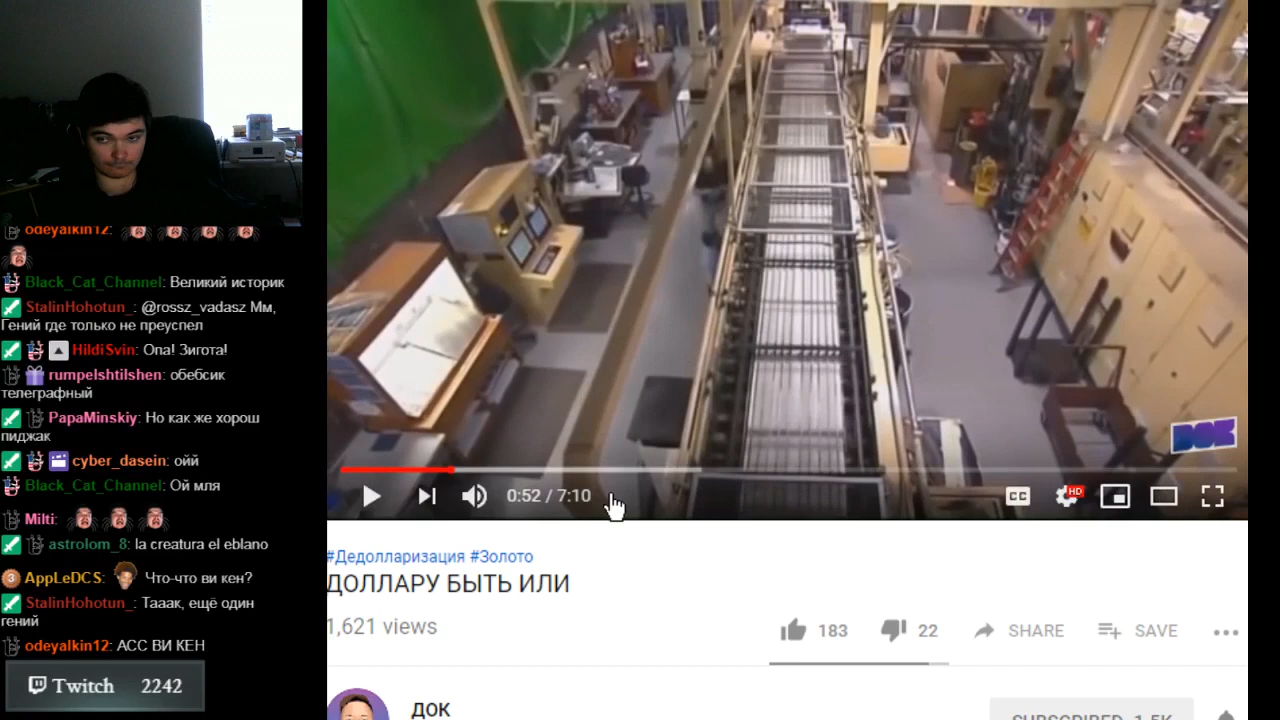 odeyalkin12:
Black_Cat_Channel: Великий историк
StalinHohotun_: @rossz_vadasz Мм,
Гений где только не преуспел
HildiSvin: Опа! Зигота!
rumpelshtilshen: обебсик
телеграфный
PapaMinskiy: Но как же хорош
пиджак
cyber_dasein: ойй
Black_Cat_Channel: Ой мля
Milti:
astrolom_8: la creatura el eblano
AppLeDCS: Что-что ви кен?
StalinHohotun_: Тааак, ещё один
гений
odeyalkin12: АСС ВИ КЕН
Twitch 2242
DOK
0:52 / 7:10
CC
HD
#Дедолларизация #Золото
ДОЛЛАРУ БЫТЬ ИЛИ
1,621 views
183 22 SHARE SAVE
ДОК
SUBSCRIBED 1.5K